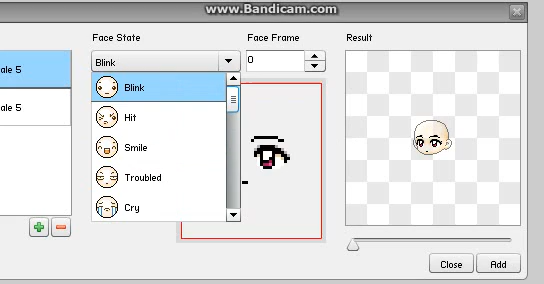 www.Bandicam.com
Face State
Face Frame
Result
ale 5
Blink
0
Blink
ale 5
Hit
Smile
Troubled
Cry
Close
Add